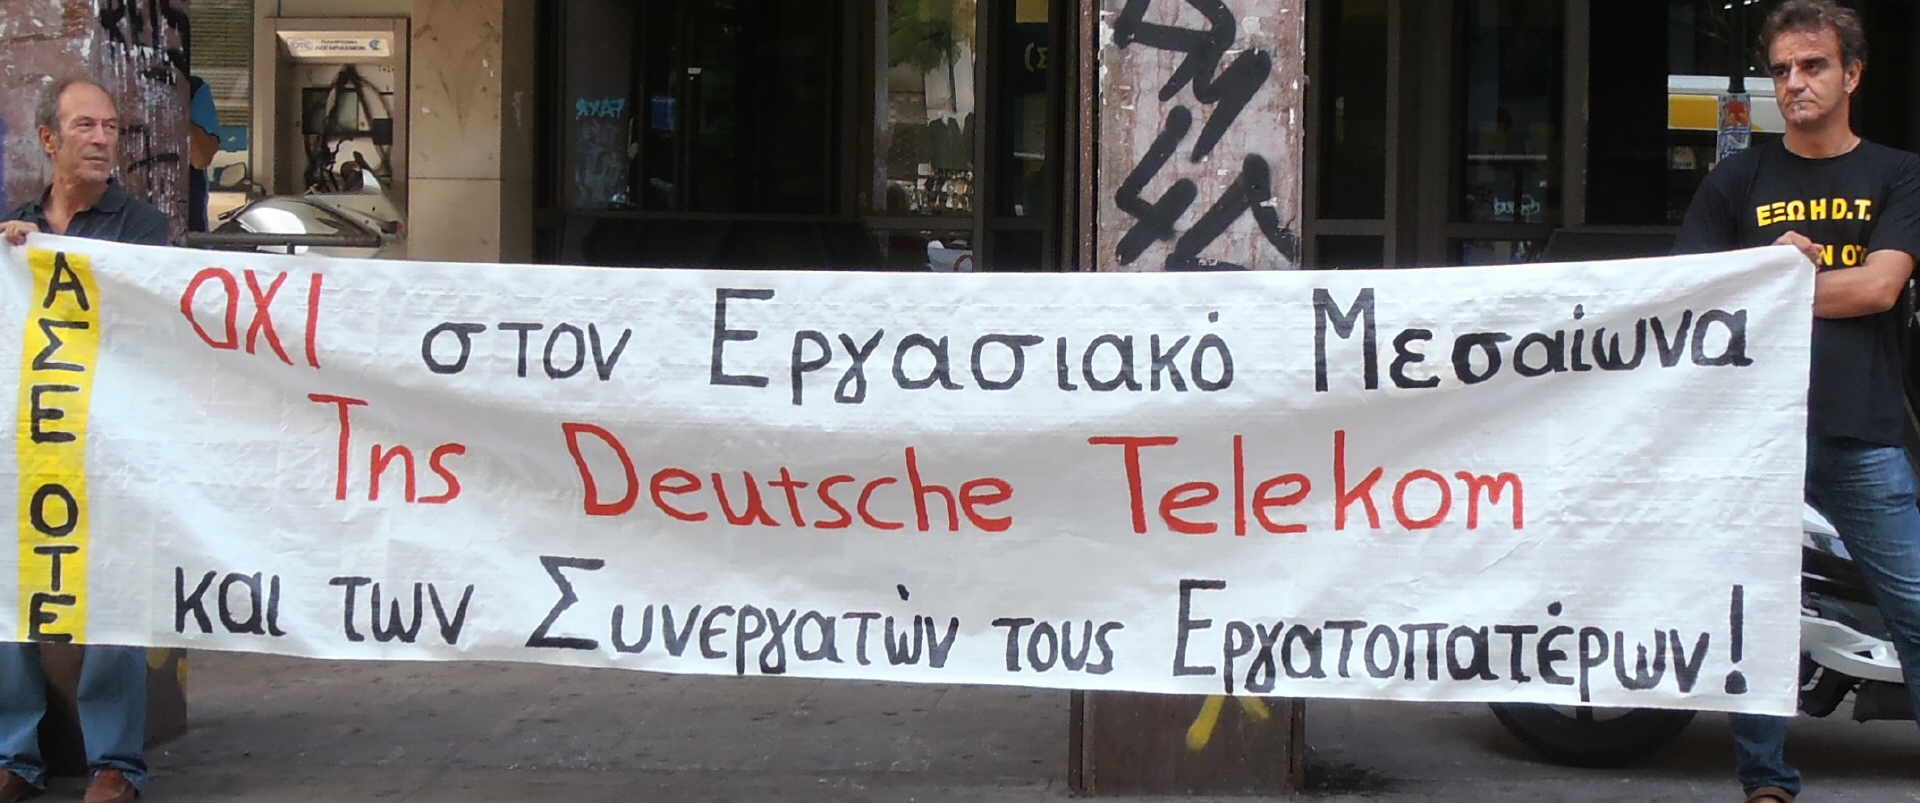 ΑΣΕ ΟΤΕ
ΟΧΙ στον Εργασιακό Μεσαίωνα
Της Deutsche Telekom
και των Συνεργατών τους Εργατοπατέρων!
ΕΞΩ Η D.T.